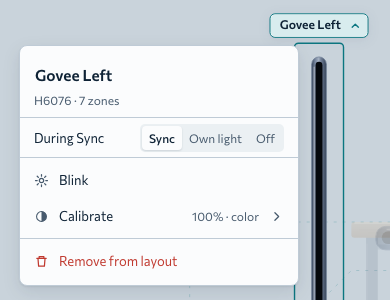 Govee Left
Govee Left
H6076 · 7 zones
During Sync Sync Own light Off
Blink
Calibrate 100% · color
Remove from layout